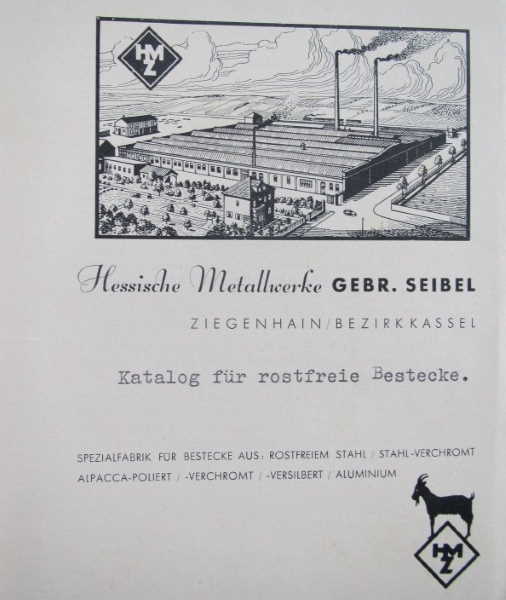 HMZ
Hessische Metallwerke GEBR. SEIBEL
ZIEGENHAIN/BEZIRK KASSEL
Katalog für rostfreie Bestecke.
SPEZIALFABRIK FÜR BESTECKE AUS: ROSTFREIEM STAHL / STAHL-VERCHROMT
ALPACCA-POLIERT / -VERCHROMT / -VERSILBERT / ALUMINIUM
HMZ